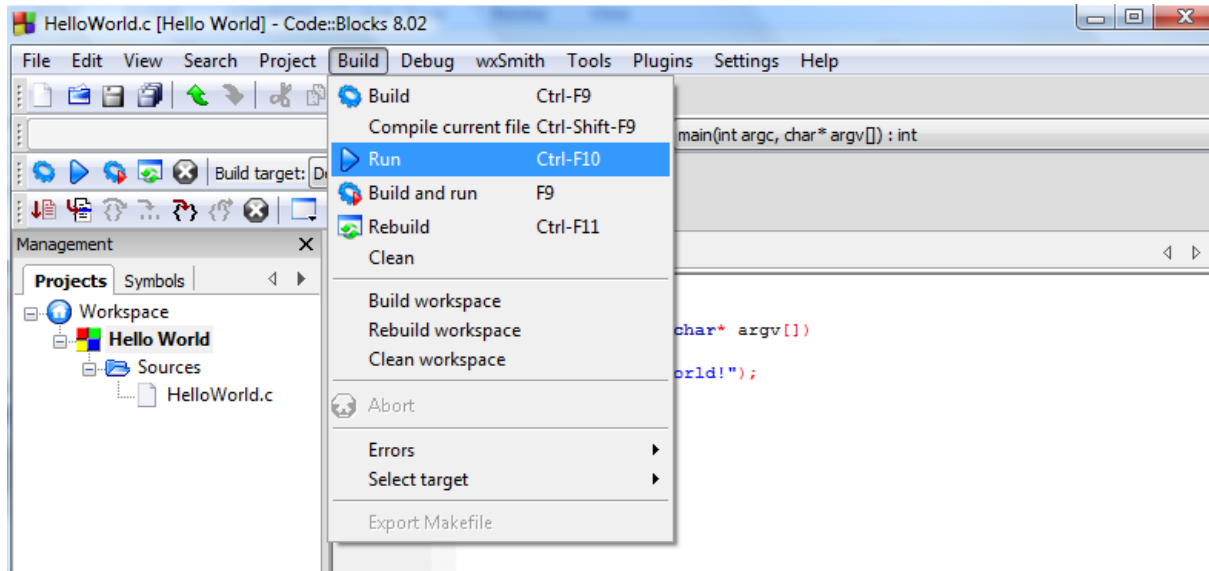 HelloWorld.c [Hello World] - Code::Blocks 8.02
File Edit View Search Project Build Debug wxSmith Tools Plugins Settings Help
Build Ctrl-F9
Compile current file Ctrl-Shift-F9
main(int argc, char* argv[]) : int
Run Ctrl-F10
Build target:
Build and run F9
Rebuild Ctrl-F11
Clean
Management
Projects Symbols
Workspace
Hello World
Sources
HelloWorld.c
Build workspace
Rebuild workspace
Clean workspace
Abort
Errors
Select target
Export Makefile
char* argv[])
orld!");